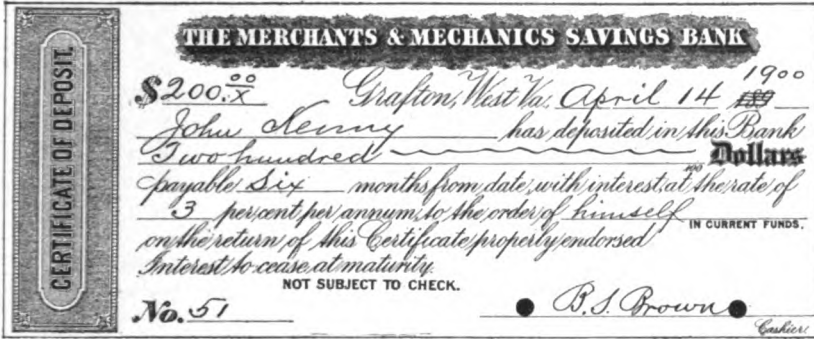 CERTIFICATE OF DEPOSIT.
THE MERCHANTS & MECHANICS SAVINGS BANK
$200.00/X Grafton, West Va. April 14 1900 189
John Kenny has deposited in this Bank
Two hundred 100 Dollars
payable Six months from date, with interest, at the rate of
3 per cent per annum, to the order of himself IN CURRENT FUNDS,
on the return of this Certificate properly endorsed
Interest to cease at maturity.
NOT SUBJECT TO CHECK.
No. 51 B. S. Brown
Cashier.